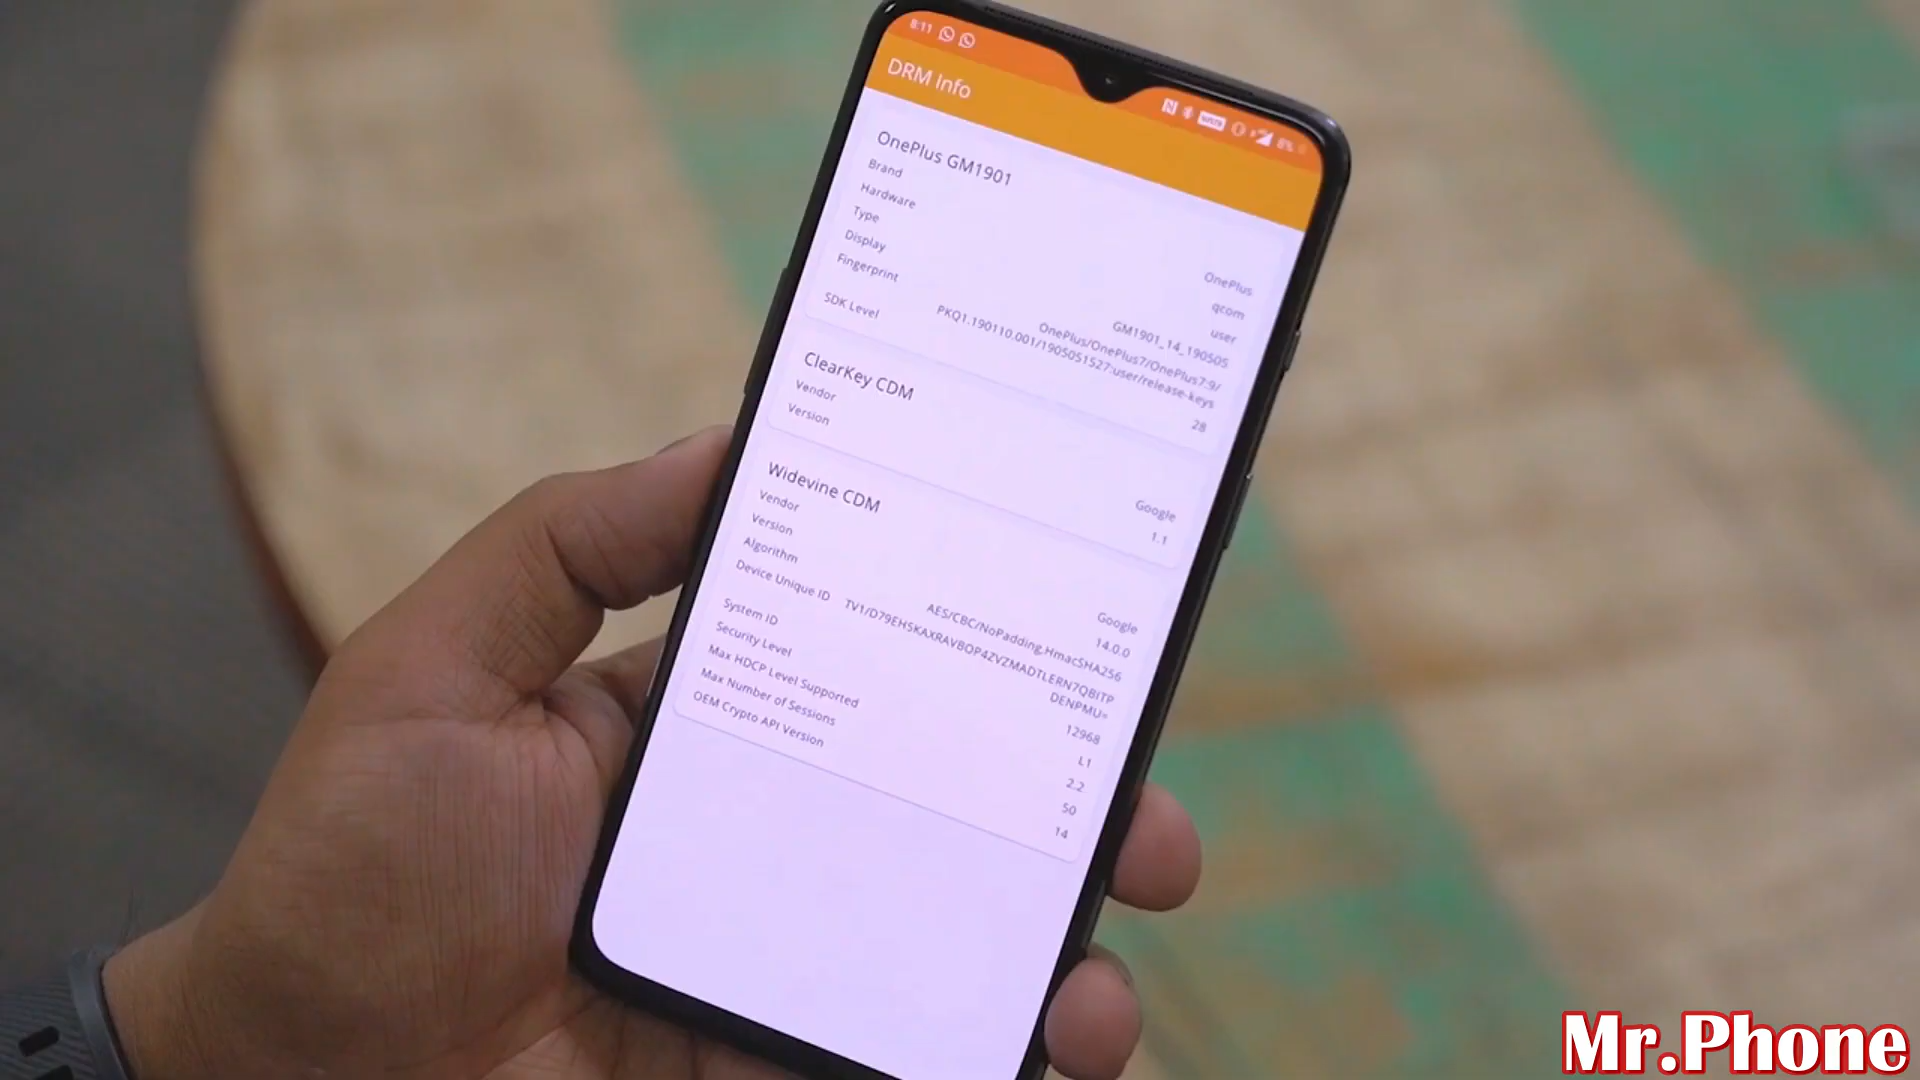 8:11
DRM Info
8%
OnePlus GM1901
Brand OnePlus
Hardware qcom
Type user
Display GM1901_14_190505
Fingerprint OnePlus/OnePlus7/OnePlus7:9/
PKQ1.190110.001/1905051527:user/release-keys
SDK Level 28
ClearKey CDM
Vendor Google
Version 1.1
Widevine CDM
Vendor Google
Version 14.0.0
Algorithm AES/CBC/NoPadding,HmacSHA256
Device Unique ID
DENPMU=
System ID 12968
Security Level L1
Max HDCP Level Supported 2.2
Max Number of Sessions 50
OEM Crypto API Version 14
Mr.Phone